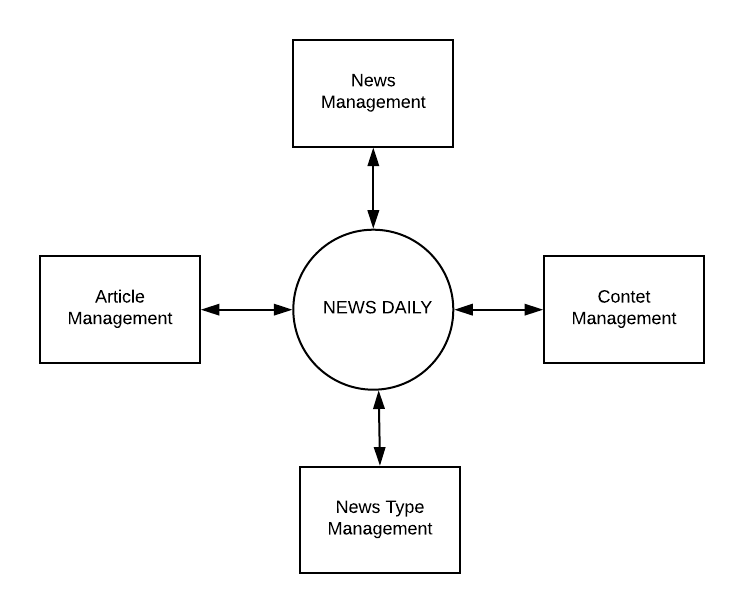 News
Management
Article
Management
NEWS DAILY
Contet
Management
News Type
Management